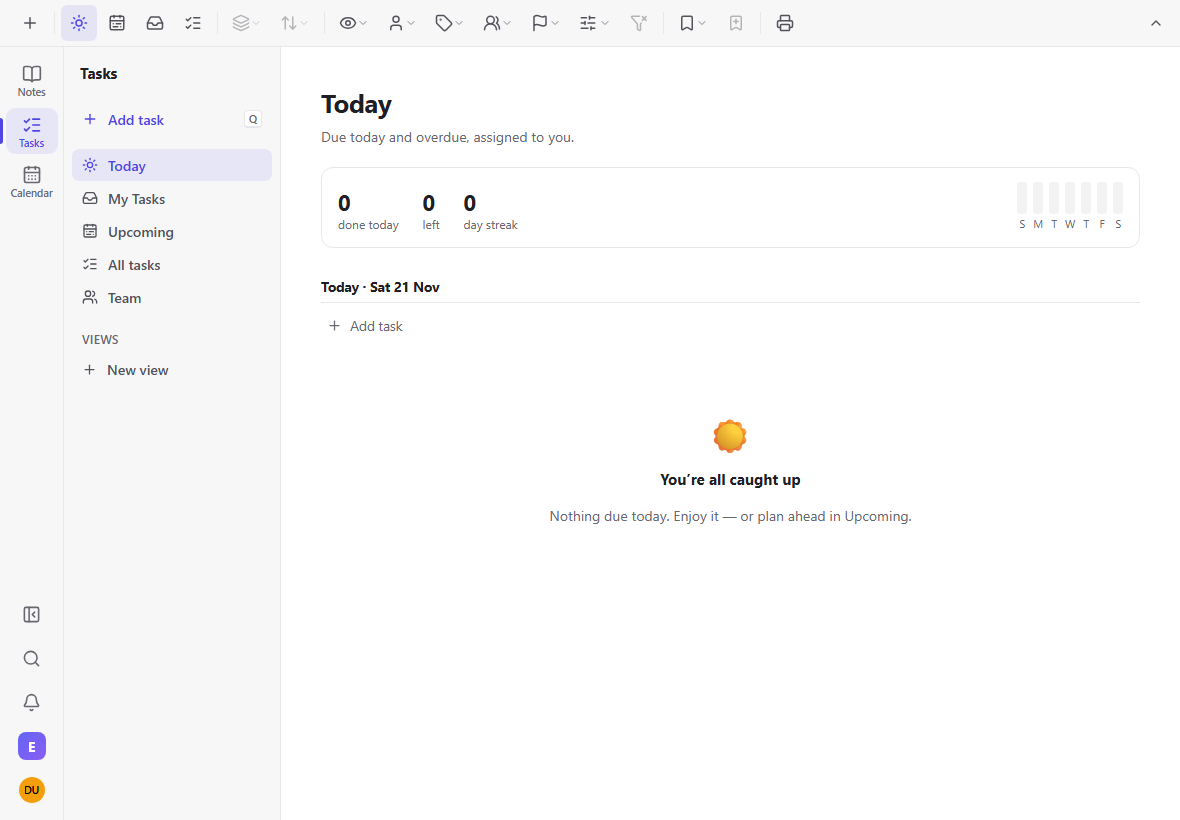 Notes
Tasks
Calendar
E
DU
Tasks
Add task
Q
Today
My Tasks
Upcoming
All tasks
Team
VIEWS
New view
Today
Due today and overdue, assigned to you.
0 0 0
done today left day streak
S M T W T F S
Today · Sat 21 Nov
Add task
You’re all caught up
Nothing due today. Enjoy it — or plan ahead in Upcoming.